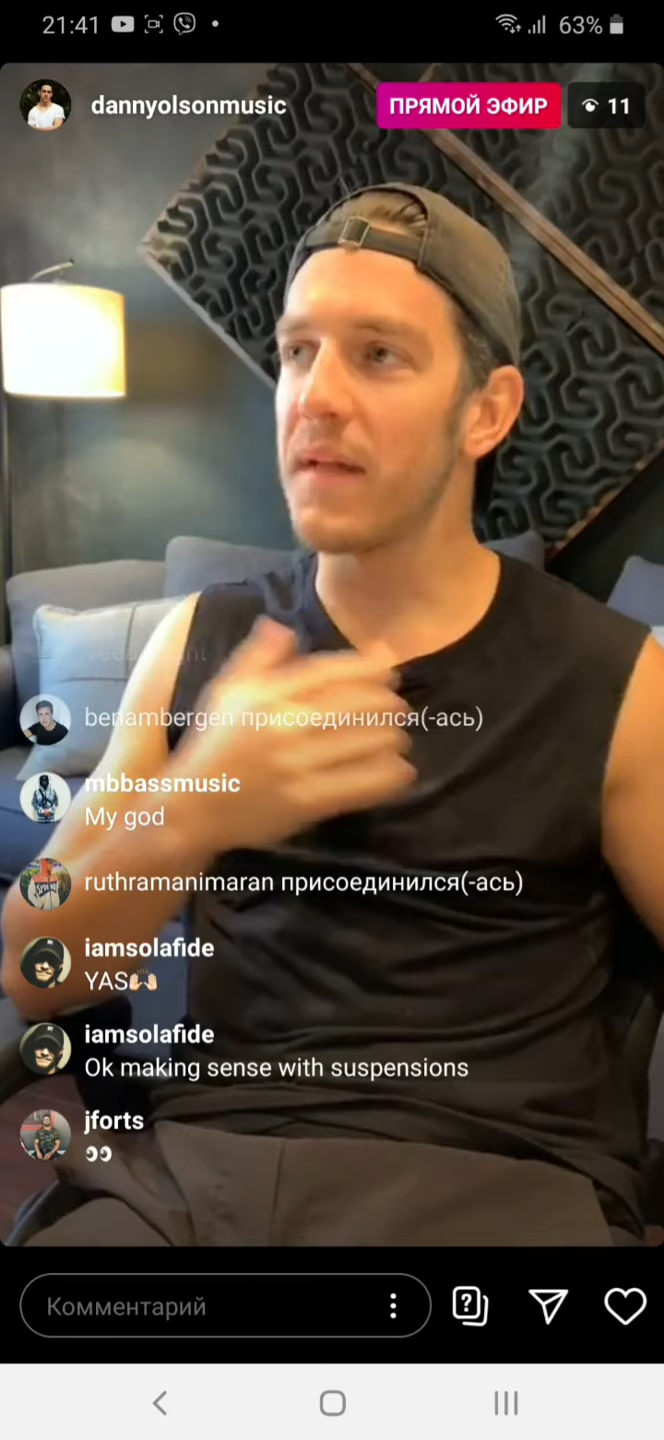 21:41
63%
dannyolsonmusic
ПРЯМОЙ ЭФИР
11
benambergen присоединился(-ась)
mbbassmusic
My god
ruthramanimaran присоединился(-ась)
iamsolafide
YAS🙌🏻
iamsolafide
Ok making sense with suspensions
jforts
👀
Комментарий